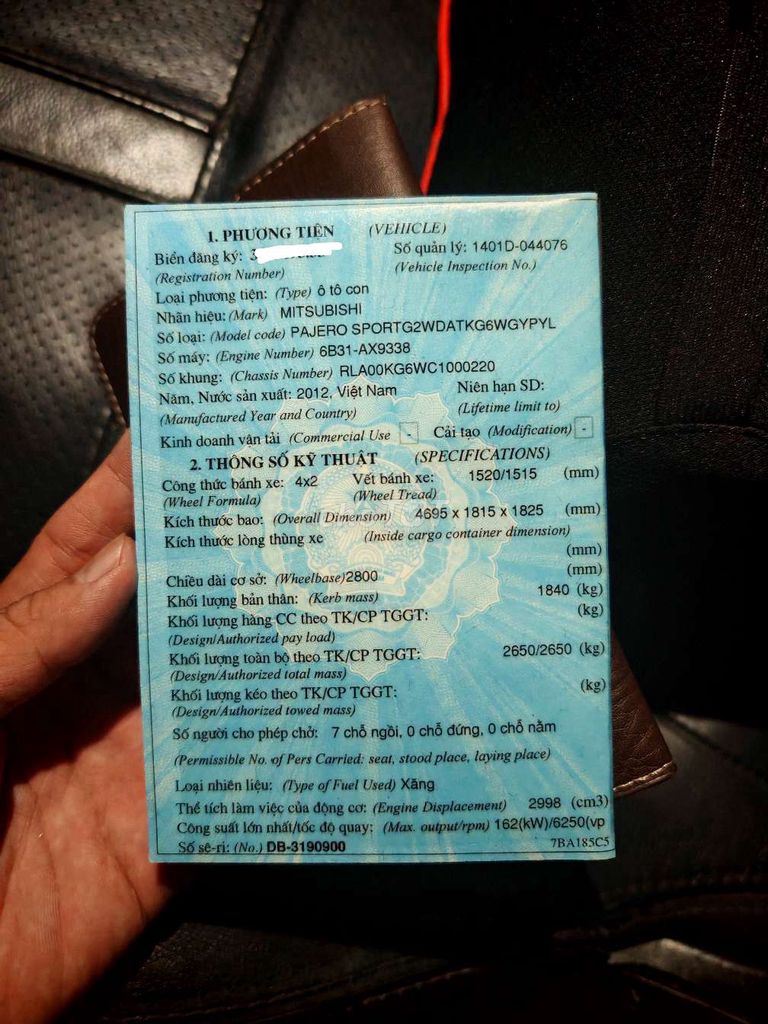 1. PHƯƠNG TIỆN (VEHICLE)
Biển đăng ký: 3 Số quản lý: 1401D-044076
(Registration Number) (Vehicle Inspection No.)
Loại phương tiện: (Type) ô tô con
Nhãn hiệu: (Mark) MITSUBISHI
Số loại: (Model code) PAJERO SPORTG2WDATKG6WGYPYL
Số máy: (Engine Number) 6B31-AX9338
Số khung: (Chassis Number) RLA00KG6WC1000220
Năm, Nước sản xuất: 2012, Việt Nam Niên hạn SD:
(Manufactured Year and Country) (Lifetime limit to)
Kinh doanh vận tải (Commercial Use - Cải tạo (Modification) -
2. THÔNG SỐ KỸ THUẬT (SPECIFICATIONS)
Công thức bánh xe: 4x2 Vết bánh xe: 1520/1515 (mm)
(Wheel Formula) (Wheel Tread)
Kích thước bao: (Overall Dimension) 4695 x 1815 x 1825 (mm)
Kích thước lòng thùng xe (Inside cargo container dimension)
(mm)
Chiều dài cơ sở: (Wheelbase) 2800 (mm)
Khối lượng bản thân: (Kerb mass) 1840 (kg)
Khối lượng hàng CC theo TK/CP TGGT: (kg)
(Design/Authorized pay load)
Khối lượng toàn bộ theo TK/CP TGGT: 2650/2650 (kg)
(Design/Authorized total mass)
Khối lượng kéo theo TK/CP TGGT: (kg)
(Design/Authorized towed mass)
Số người cho phép chở: 7 chỗ ngồi, 0 chỗ đứng, 0 chỗ nằm
(Permissible No. of Pers Carried: seat, stood place, laying place)
Loại nhiên liệu: (Type of Fuel Used) Xăng
Thể tích làm việc của động cơ: (Engine Displacement) 2998 (cm3)
Công suất lớn nhất/tốc độ quay: (Max. output/rpm) 162(kW)/6250(vp
Số sê-ri: (No.) DB-3190900 7BA185C5